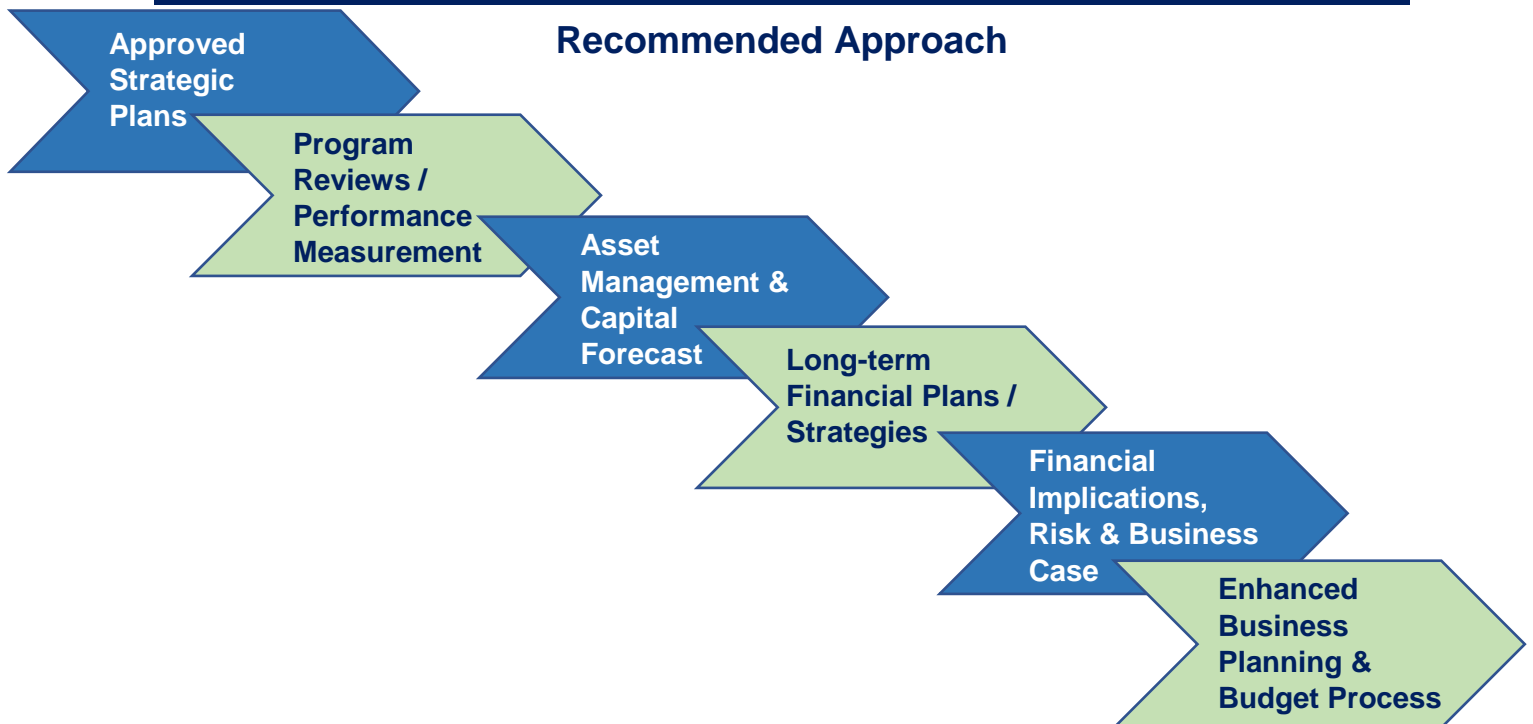 Recommended Approach
Approved
Strategic
Plans
Program
Reviews /
Performance
Measurement
Asset
Management &
Capital
Forecast
Long-term
Financial Plans /
Strategies
Financial
Implications,
Risk & Business
Case
Enhanced
Business
Planning &
Budget Process